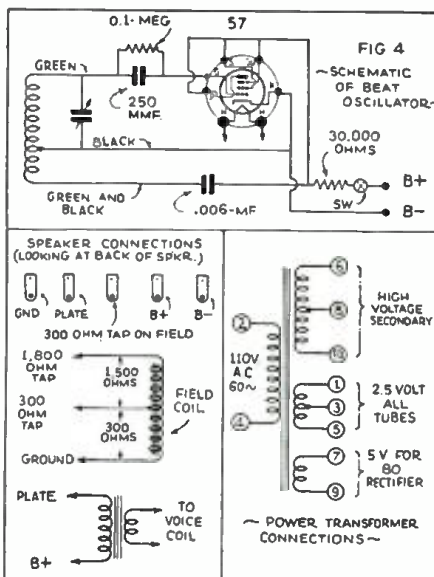 0.1-MEG
57
FIG 4
~SCHEMATIC
OF BEAT
OSCILLATOR~
GREEN
250
MMF.
BLACK
30,000
OHMS
GREEN AND
BLACK
.006-MF
SW
B+
B-
SPEAKER CONNECTIONS
(LOOKING AT BACK OF SPKR.)
GND
PLATE
B+
B-
300 OHM TAP ON FIELD
1,800
OHM
TAP
1,500
OHMS
300
OHM
TAP
300
OHMS
FIELD
COIL
GROUND
PLATE
B+
TO
VOICE
COIL
2
110V
A C
60~
4
6
8
10
HIGH
VOLTAGE
SECONDARY
1
3
5
2.5 VOLT
ALL
TUBES
7
9
5 V FOR
80
RECTIFIER
~ POWER TRANSFORMER
CONNECTIONS ~